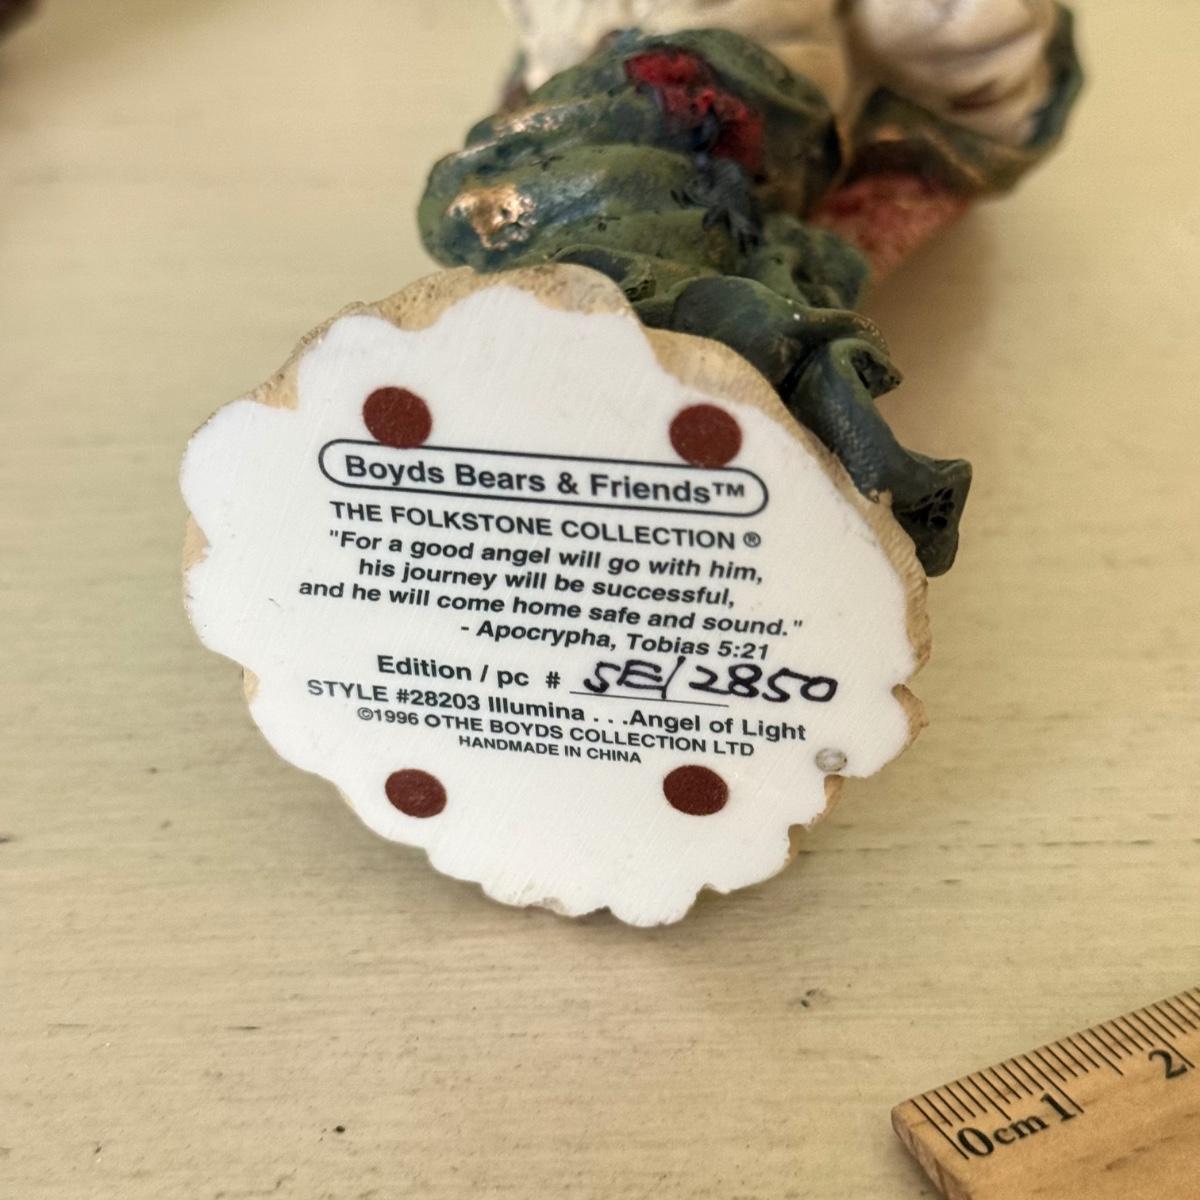 Boyds Bears & Friends™
THE FOLKSTONE COLLECTION ®
"For a good angel will go with him,
his journey will be successful,
and he will come home safe and sound."
- Apocrypha, Tobias 5:21
Edition / pc # 5E/2850
STYLE #28203 Illumina . . .Angel of Light
©1996 OTHE BOYDS COLLECTION LTD
HANDMADE IN CHINA
0cm 1 2